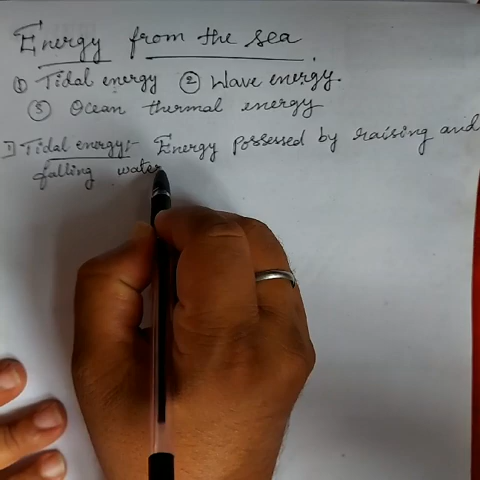 Energy from the sea.
① Tidal energy ② Wave energy.
③ Ocean thermal energy
1) Tidal energy:- Energy possessed by raising and
falling water